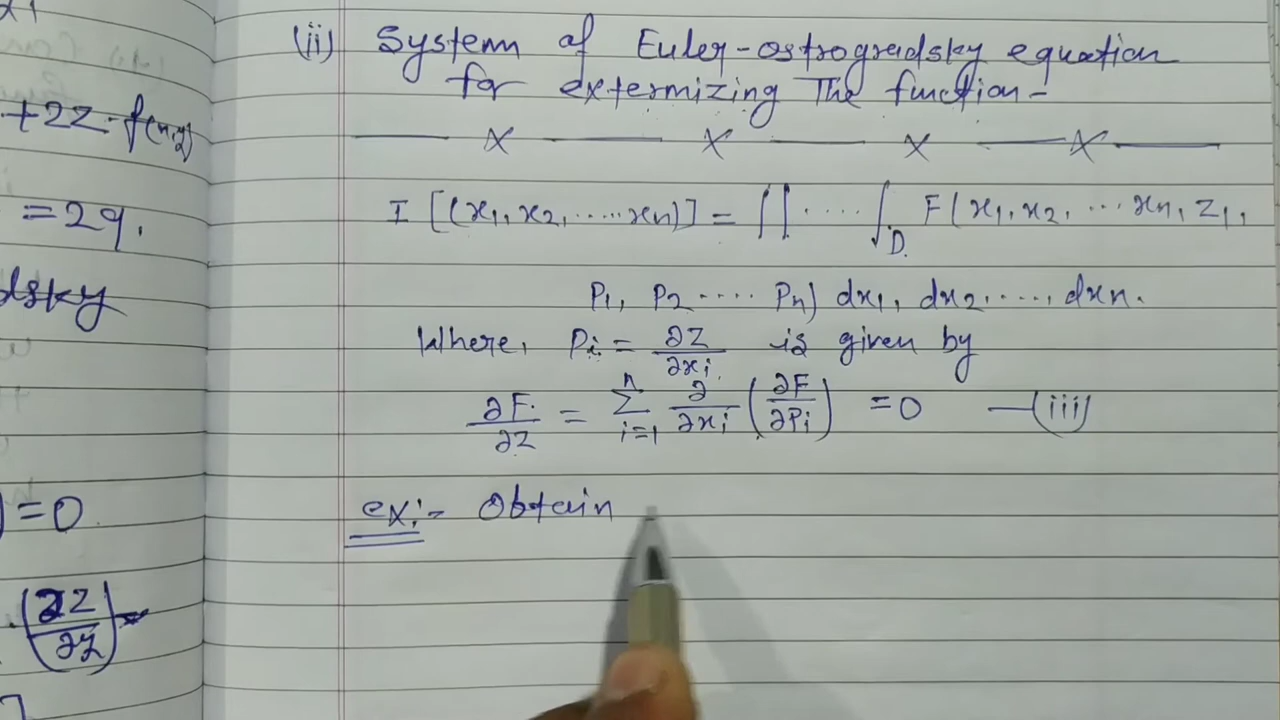 +2z · f(x,y)
= 2q.
dsky
) = 0
(∂z/∂y) -
(ii) System of Euler-ostrogradsky equation
for extermizing The function -
I [(x1, x2, ..... xn)] = ∬ ..... ∫D F(x1, x2, ... xn, z1,
P1, P2 ..... Pn) dx1, dx2, ....., dxn.
Where, Pi = ∂z/∂xi is given by
∂F/∂z = Σ_{i=1}^{n} ∂/∂xi (∂F/∂Pi) = 0 —(iii)
ex:- Obtain